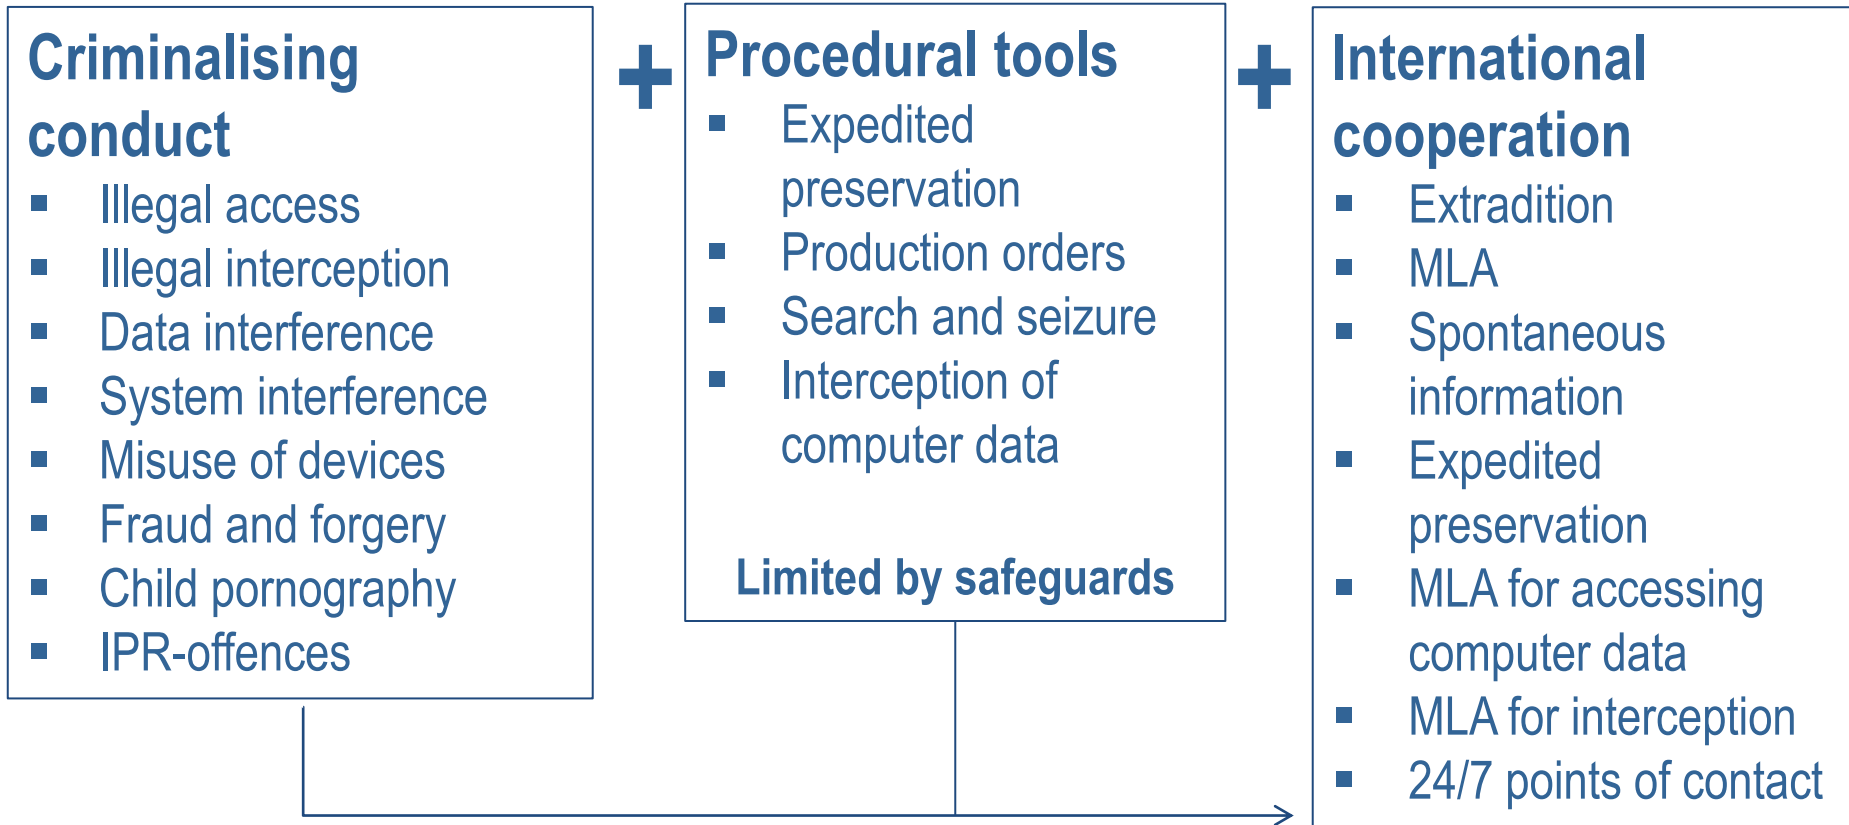 Criminalising
conduct
▪ Illegal access
▪ Illegal interception
▪ Data interference
▪ System interference
▪ Misuse of devices
▪ Fraud and forgery
▪ Child pornography
▪ IPR-offences
+
Procedural tools
▪ Expedited
preservation
▪ Production orders
▪ Search and seizure
▪ Interception of
computer data
Limited by safeguards
+
International
cooperation
▪ Extradition
▪ MLA
▪ Spontaneous
information
▪ Expedited
preservation
▪ MLA for accessing
computer data
▪ MLA for interception
▪ 24/7 points of contact